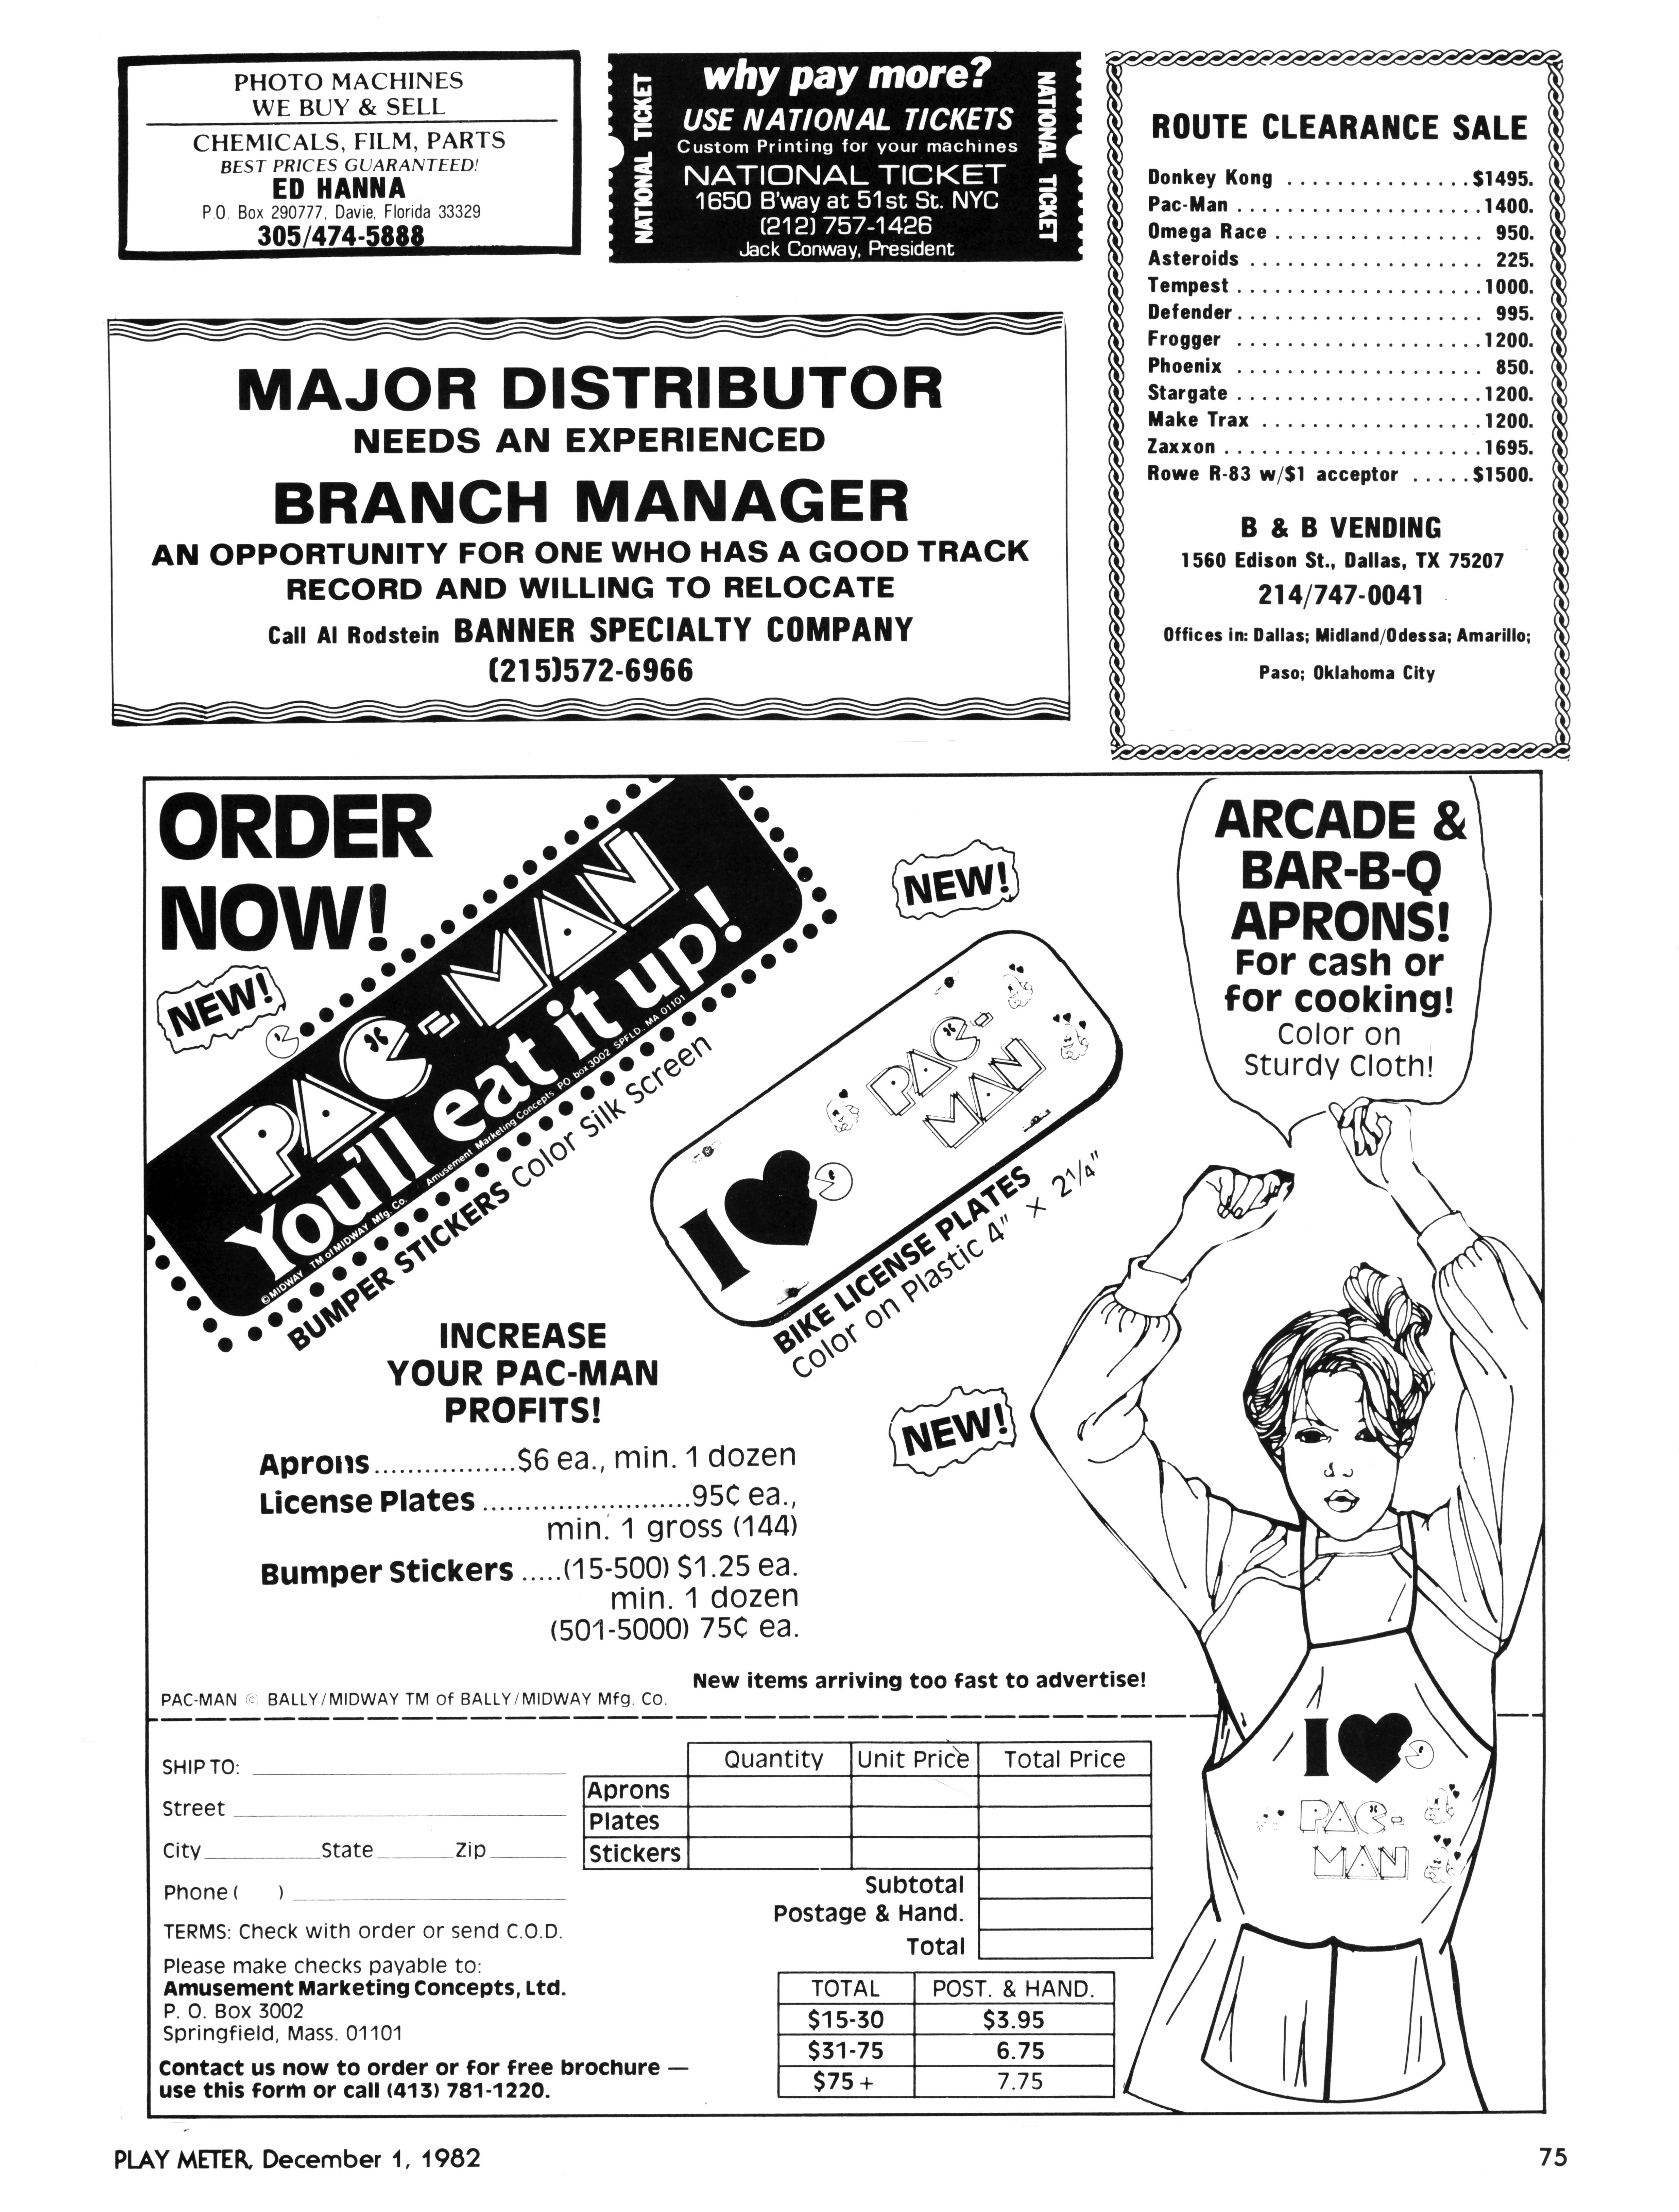 PHOTO MACHINES
WE BUY & SELL
CHEMICALS, FILM, PARTS
BEST PRICES GUARANTEED!
ED HANNA
P.O. Box 290777, Davie, Florida 33329
305/474-5888
NATIONAL TICKET
why pay more?
USE NATIONAL TICKETS
Custom Printing for your machines
NATIONAL TICKET
1650 B'way at 51st St. NYC
(212) 757-1426
Jack Conway, President
NATIONAL TICKET
ROUTE CLEARANCE SALE
Donkey Kong ............... $1495.
Pac-Man ..................... 1400.
Omega Race .................. 950.
Asteroids .................... 225.
Tempest ..................... 1000.
Defender ..................... 995.
Frogger ..................... 1200.
Phoenix ...................... 850.
Stargate ..................... 1200.
Make Trax ................... 1200.
Zaxxon ...................... 1695.
Rowe R-83 w/$1 acceptor ..... $1500.
B & B VENDING
1560 Edison St., Dallas, TX 75207
214/747-0041
Offices in: Dallas; Midland/Odessa; Amarillo;
Paso; Oklahoma City
MAJOR DISTRIBUTOR
NEEDS AN EXPERIENCED
BRANCH MANAGER
AN OPPORTUNITY FOR ONE WHO HAS A GOOD TRACK
RECORD AND WILLING TO RELOCATE
Call Al Rodstein BANNER SPECIALTY COMPANY
(215)572-6966
ORDER
NOW!
NEW!
PAC-MAN
You'll eat it up!
© MIDWAY TM of MIDWAY Mfg. Co. Amusement Marketing Concepts PO box 3002 SPFLD. MA 01101
BUMPER STICKERS Color Silk Screen
NEW!
I PAC-
MAN
BIKE LICENSE PLATES
Color on Plastic 4" x 2 1/4"
ARCADE &
BAR-B-Q
APRONS!
For cash or
for cooking!
Color on
Sturdy Cloth!
NEW!
INCREASE
YOUR PAC-MAN
PROFITS!
Aprons.................$6 ea., min. 1 dozen
License Plates .........................95¢ ea.,
min. 1 gross (144)
Bumper Stickers .....(15-500) $1.25 ea.
min. 1 dozen
(501-5000) 75¢ ea.
New items arriving too fast to advertise!
PAC-MAN © BALLY/MIDWAY TM of BALLY/MIDWAY Mfg. Co.
I
PAC-
MAN
SHIP TO:
Street
City State Zip
Phone ( )
TERMS: Check with order or send C.O.D.
Please make checks payable to:
Amusement Marketing Concepts, Ltd.
P. O. Box 3002
Springfield, Mass. 01101
Contact us now to order or for free brochure —
use this form or call (413) 781-1220.
Quantity Unit Price Total Price
Aprons
Plates
Stickers
Subtotal
Postage & Hand.
Total
TOTAL POST. & HAND.
$15-30 $3.95
$31-75 6.75
$75+ 7.75
PLAY METER, December 1, 1982
75